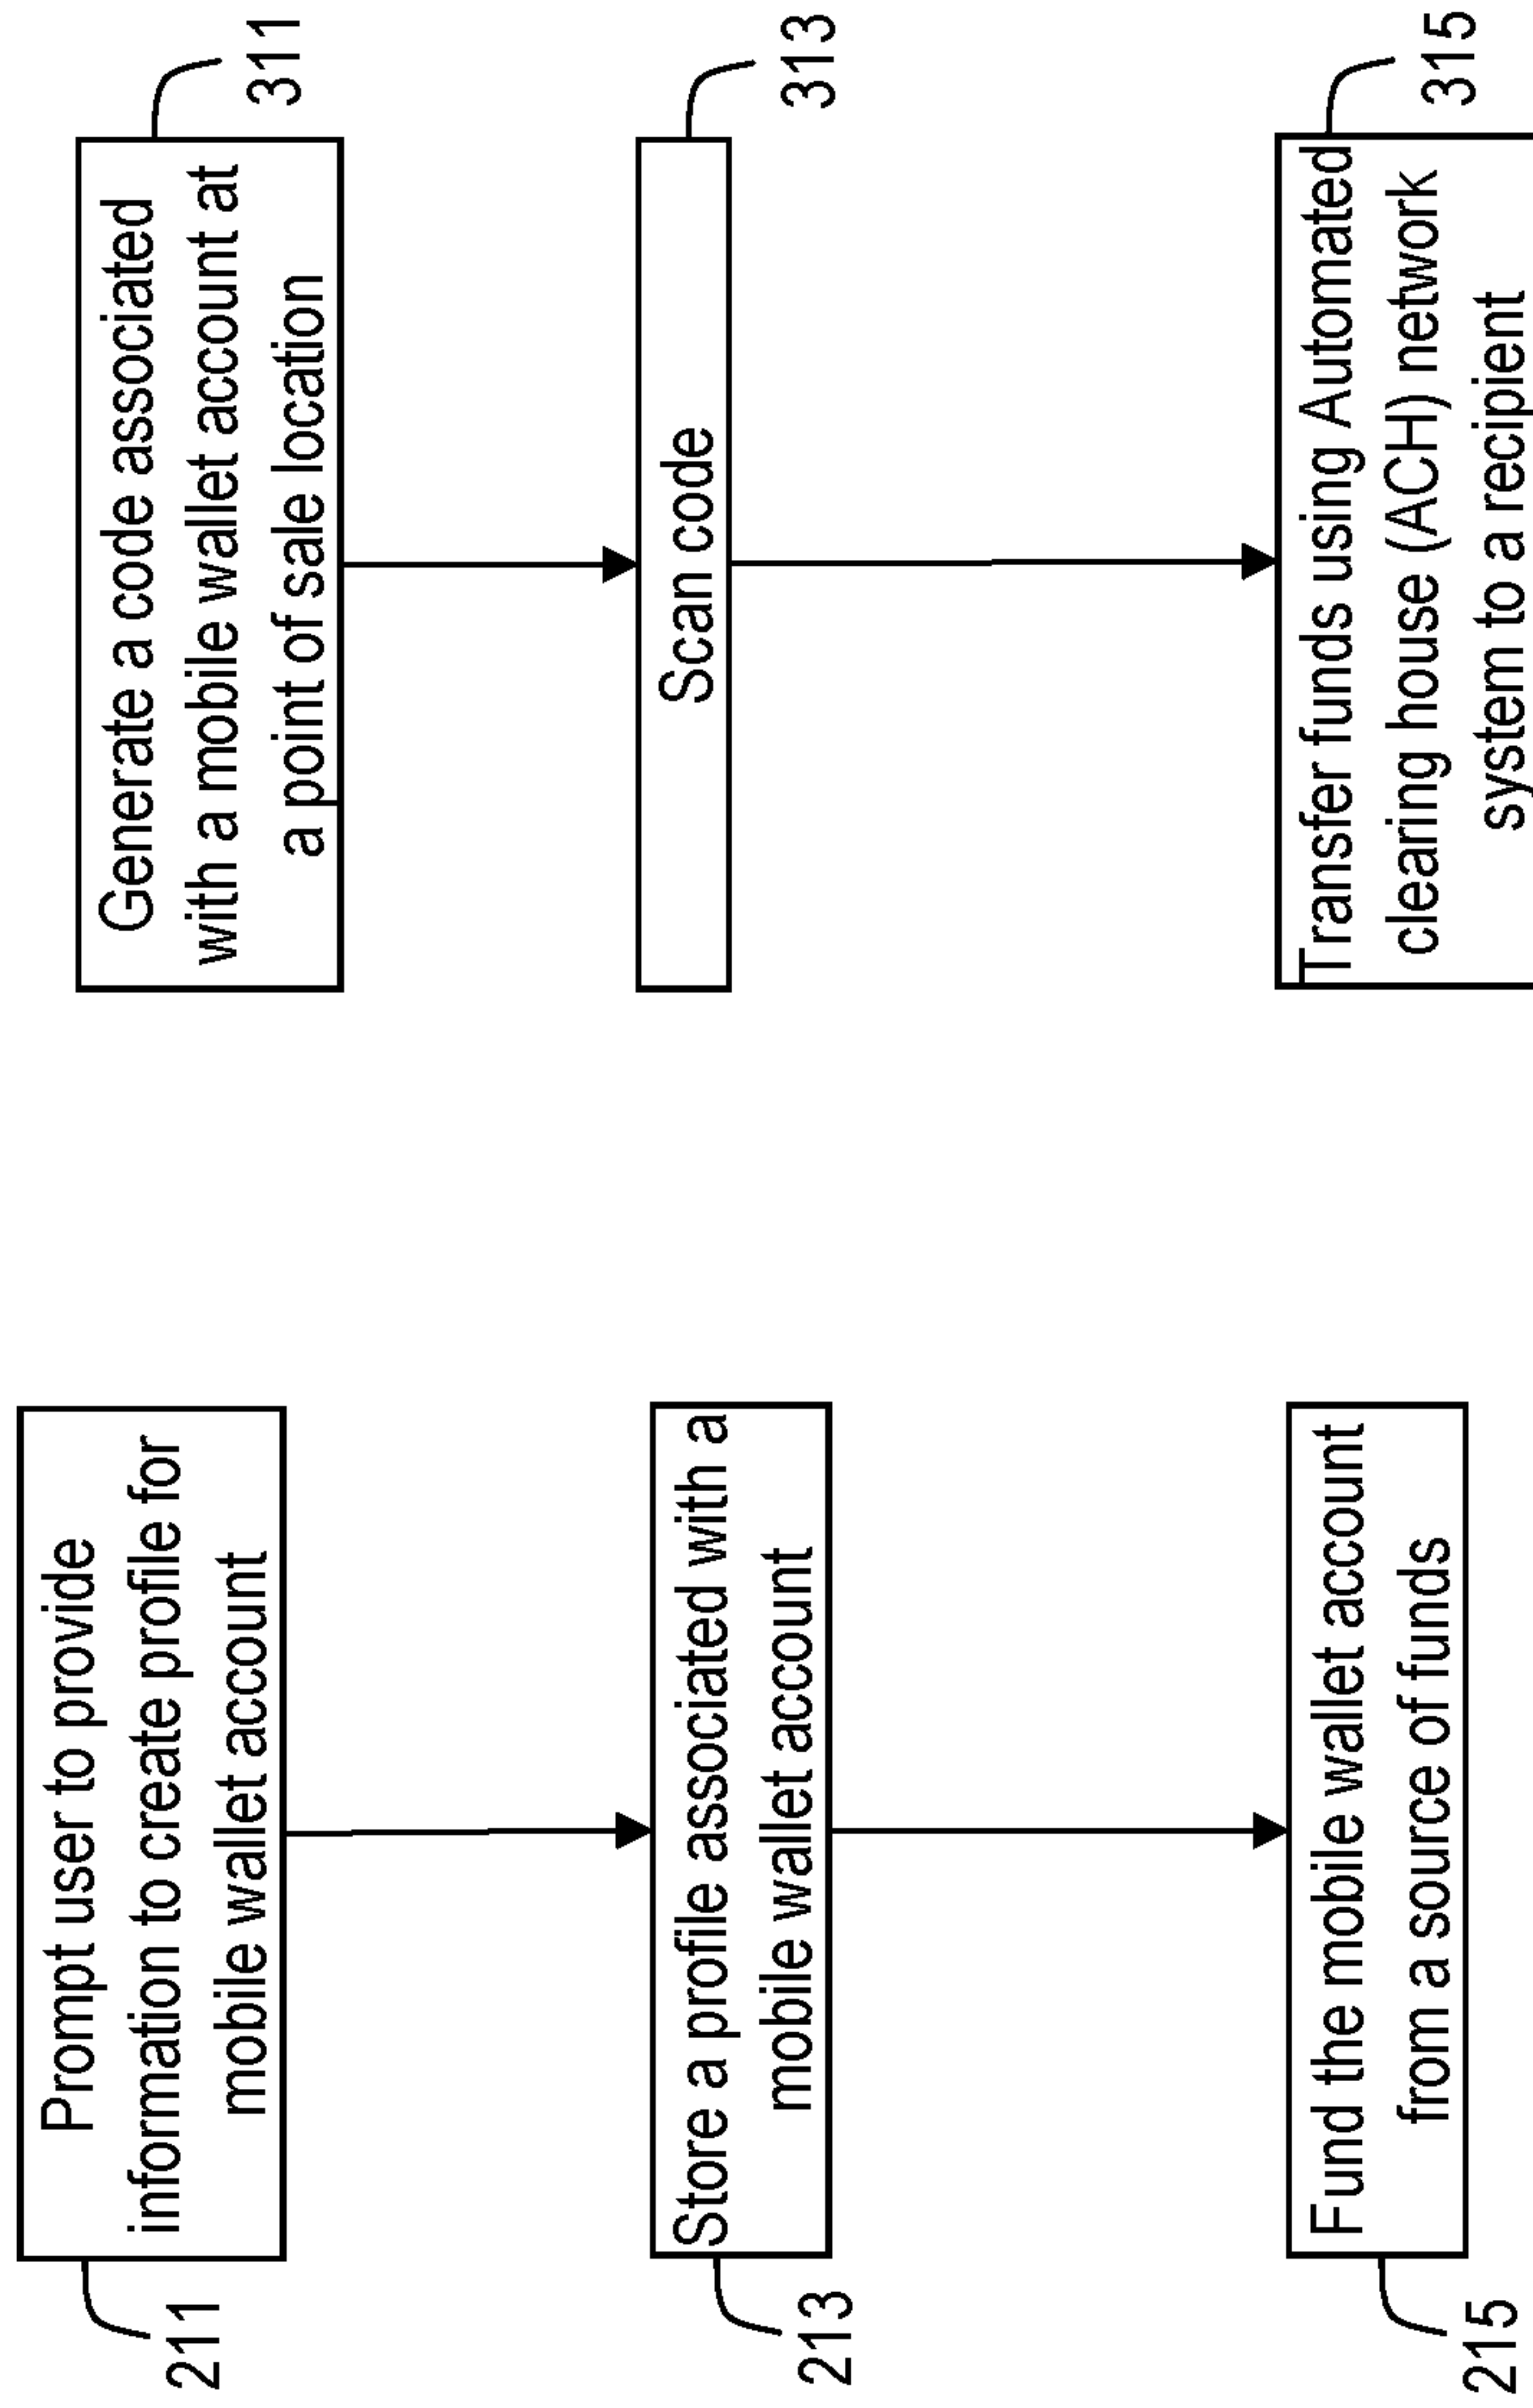 211
Prompt user to provide
information to create profile for
mobile wallet account
213
Store a profile associated with a
mobile wallet account
215
Fund the mobile wallet account
from a source of funds
311
Generate a code associated
with a mobile wallet account at
a point of sale location
313
Scan code
315
Transfer funds using Automated
clearing house (ACH) network
system to a recipient